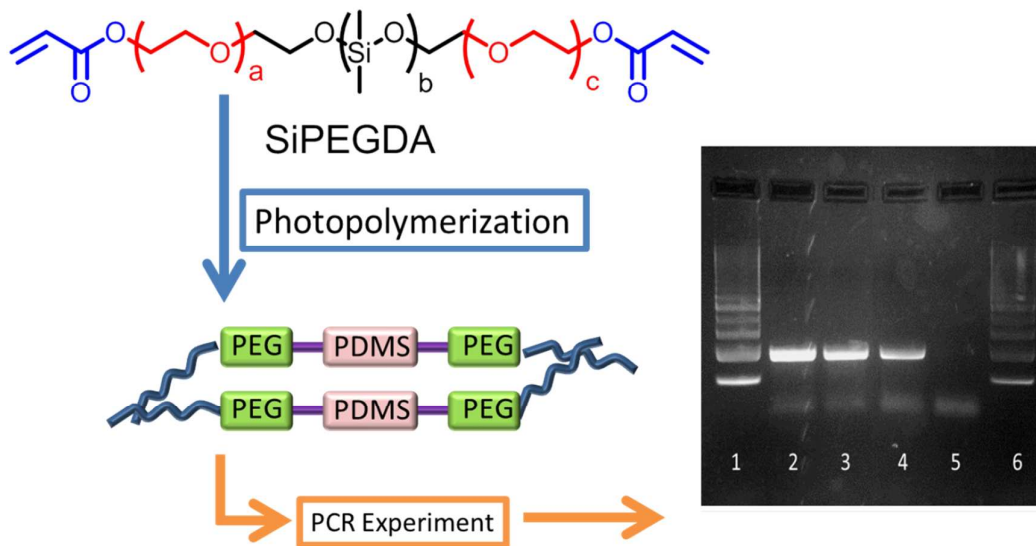 O O O Si O O O
O a b c O
SiPEGDA
Photopolymerization
PEG PDMS PEG
PEG PDMS PEG
1 2 3 4 5 6
PCR Experiment